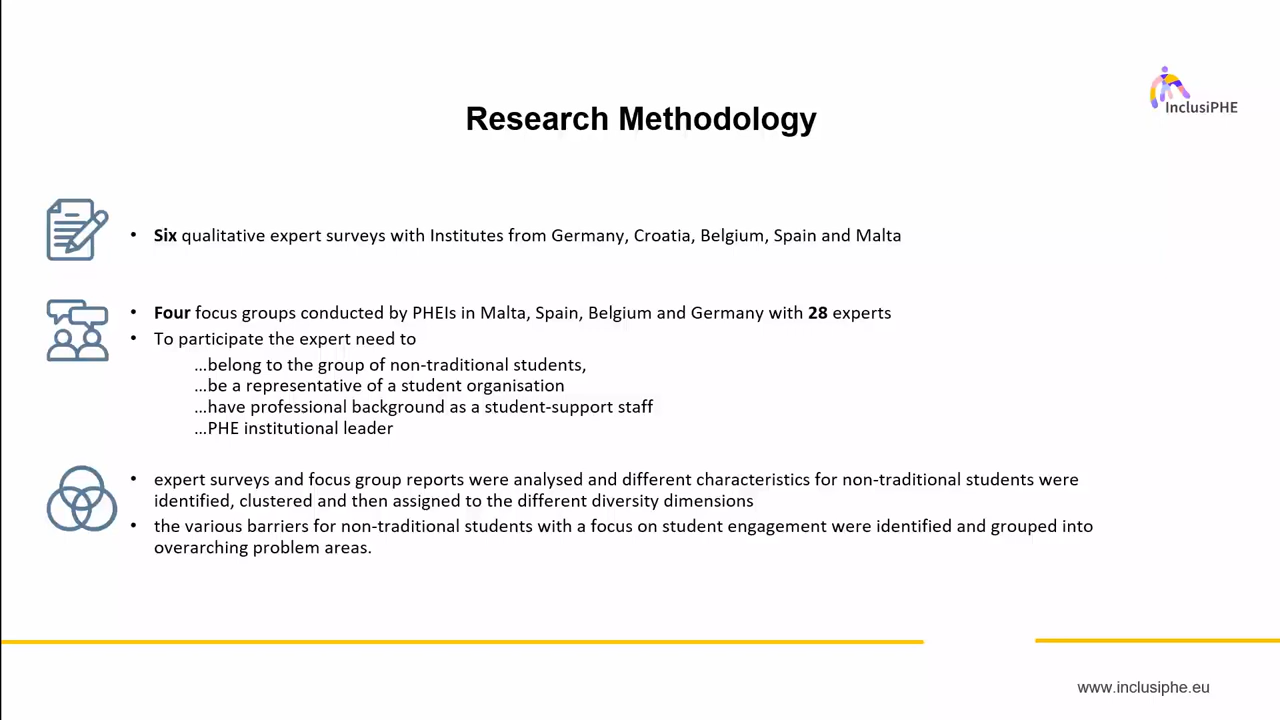 InclusiPHE
Research Methodology
• Six qualitative expert surveys with Institutes from Germany, Croatia, Belgium, Spain and Malta
• Four focus groups conducted by PHEIs in Malta, Spain, Belgium and Germany with 28 experts
• To participate the expert need to
...belong to the group of non-traditional students,
...be a representative of a student organisation
...have professional background as a student-support staff
...PHE institutional leader
• expert surveys and focus group reports were analysed and different characteristics for non-traditional students were
identified, clustered and then assigned to the different diversity dimensions
• the various barriers for non-traditional students with a focus on student engagement were identified and grouped into
overarching problem areas.
www.inclusiphe.eu